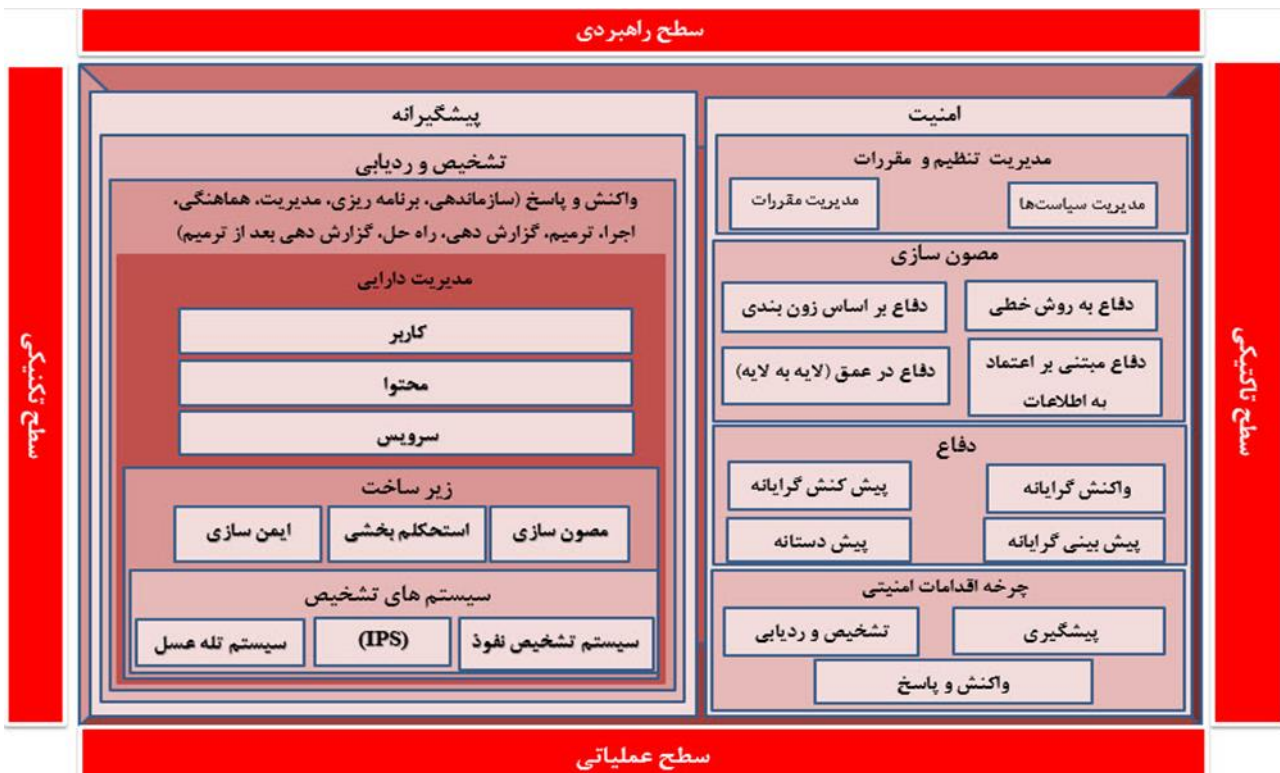 سطح راهبردی
سطح تاکتیکی
امنیت
مدیریت تنظیم و مقررات
مدیریت سیاست‌ها
مدیریت مقررات
مصون سازی
دفاع به روش خطی
دفاع بر اساس زون بندی
دفاع مبتنی بر اعتماد
به اطلاعات
دفاع در عمق (لایه به لایه)
دفاع
واکنش گرایانه
پیش کنش گرایانه
پیش بینی گرایانه
پیش دستانه
چرخه اقدامات امنیتی
پیشگیری
تشخیص و ردیابی
واکنش و پاسخ
پیشگیرانه
تشخیص و ردیابی
واکنش و پاسخ (سازماندهی، برنامه ریزی، مدیریت، هماهنگی،
اجرا، ترمیم، گزارش دهی، راه حل، گزارش دهی بعد از ترمیم)
مدیریت دارایی
کاربر
محتوا
سرویس
زیر ساخت
مصون سازی
استحکلم بخشی
ایمن سازی
سیستم های تشخیص
سیستم تشخیص نفوذ
(IPS)
سیستم تله عسل
سطح تکنیکی
سطح عملیاتی